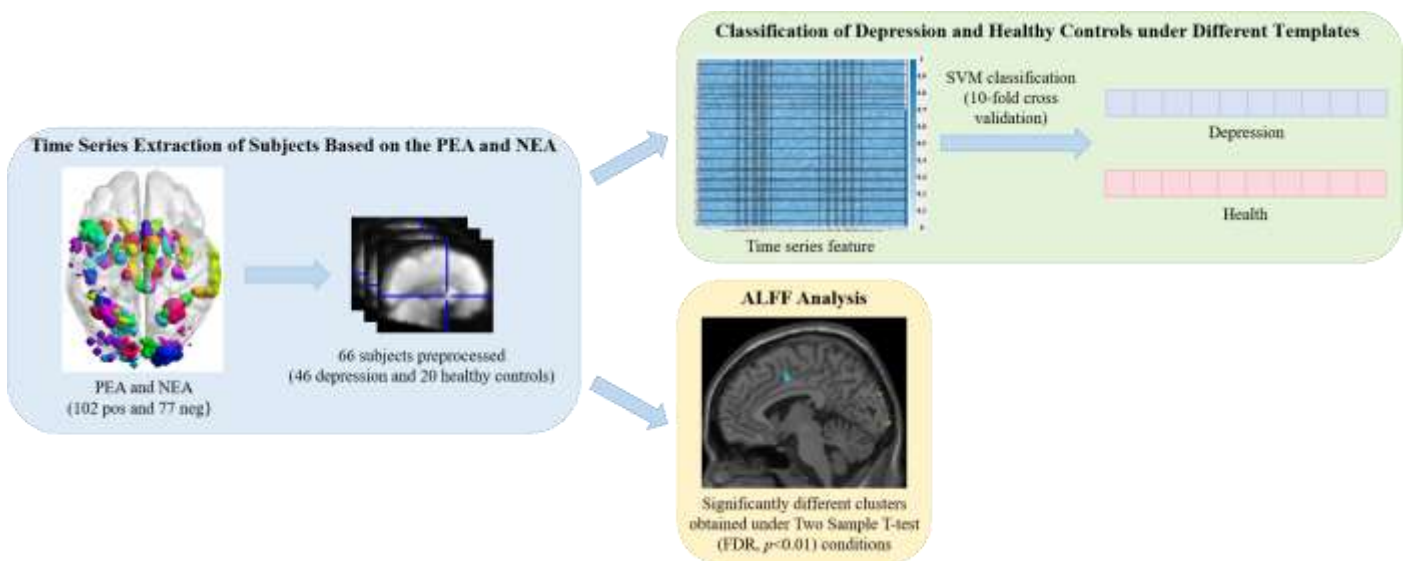 Time Series Extraction of Subjects Based on the PEA and NEA
PEA and NEA
(102 pos and 77 neg)
66 subjects preprocessed
(46 depression and 20 healthy controls)
Classification of Depression and Healthy Controls under Different Templates
Time series feature
SVM classification
(10-fold cross
validation)
Depression
Health
ALFF Analysis
Significantly different clusters
obtained under Two Sample T-test
(FDR, p<0.01) conditions